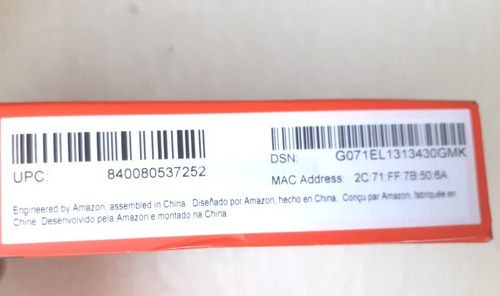 UPC: 840080537252
DSN: G071EL1313430GMK
MAC Address: 2C:71:FF:7B:50:6A
Engineered by Amazon, assembled in China. Diseñado por Amazon, hecho en China. Conçu par Amazon, fabriquée en
Chine. Desenvolvido pela Amazon e montado na China.